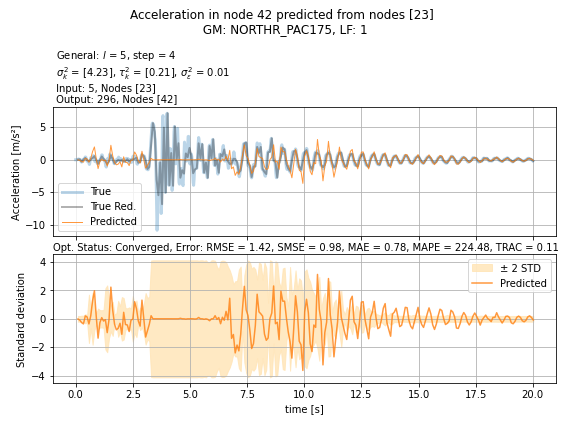 Acceleration in node 42 predicted from nodes [23]
GM: NORTHR_PAC175, LF: 1
General: l = 5, step = 4
σ_k² = [4.23], τ_k² = [0.21], σ_ε² = 0.01
Input: 5, Nodes [23]
Output: 296, Nodes [42]
Acceleration [m/s²]
5
0
−5
−10
True
True Red.
Predicted
Opt. Status: Converged, Error: RMSE = 1.42, SMSE = 0.98, MAE = 0.78, MAPE = 224.48, TRAC = 0.11
Standard deviation
4
2
0
−2
−4
± 2 STD
Predicted
0.0 2.5 5.0 7.5 10.0 12.5 15.0 17.5 20.0
time [s]